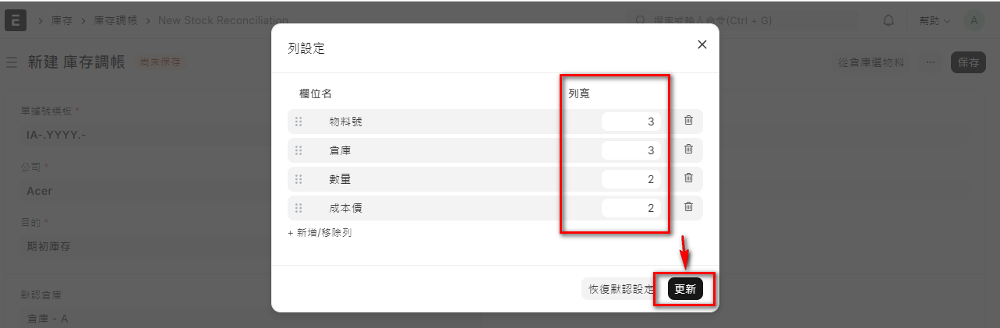 E
庫存
庫存調帳
New Stock Reconciliation
搜索或輸入命令(Ctrl + G)
幫助
A
新建 庫存調帳
尚未保存
從倉庫選物料
...
保存
單據號模板 *
IA-.YYYY.-
公司 *
Acer
目的 *
期初庫存
默認倉庫
倉庫 - A
列設定
欄位名
列寬
物料號
3
倉庫
3
數量
2
成本價
2
+ 新增/移除列
恢復默認設定
更新